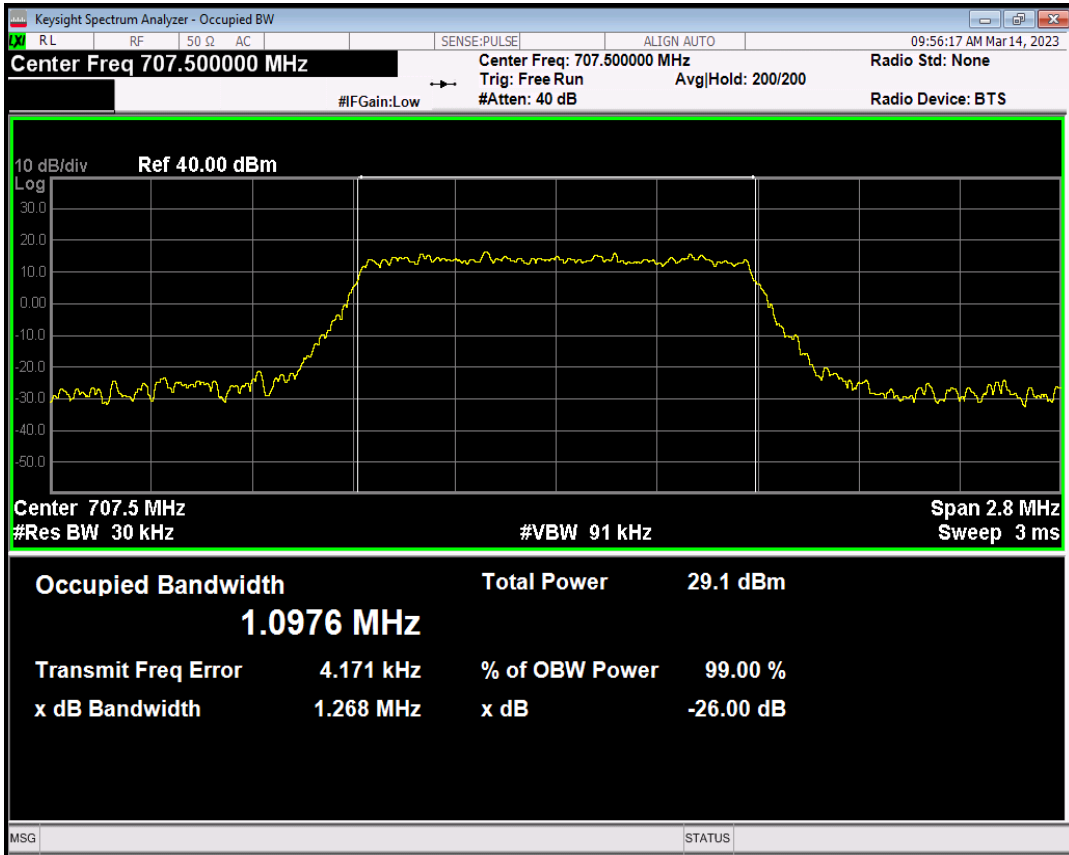 Keysight Spectrum Analyzer - Occupied BW
LXI RL RF 50 Ω AC SENSE:PULSE ALIGN AUTO 09:56:17 AM Mar 14, 2023
Center Freq 707.500000 MHz Center Freq: 707.500000 MHz Radio Std: None
Trig: Free Run Avg|Hold: 200/200
#IFGain:Low #Atten: 40 dB Radio Device: BTS
10 dB/div Ref 40.00 dBm
Log
30.0
20.0
10.0
0.00
-10.0
-20.0
-30.0
-40.0
-50.0
Center 707.5 MHz Span 2.8 MHz
#Res BW 30 kHz #VBW 91 kHz Sweep 3 ms
Occupied Bandwidth Total Power 29.1 dBm
1.0976 MHz
Transmit Freq Error 4.171 kHz % of OBW Power 99.00 %
x dB Bandwidth 1.268 MHz x dB -26.00 dB
MSG STATUS